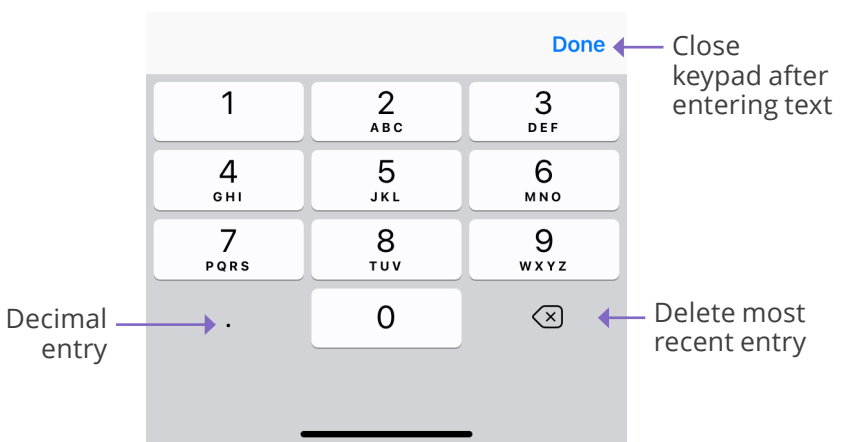 Done
Close
keypad after
entering text
1 2 3
ABC DEF
4 5 6
GHI JKL MNO
7 8 9
PQRS TUV WXYZ
Decimal
entry
. 0
Delete most
recent entry